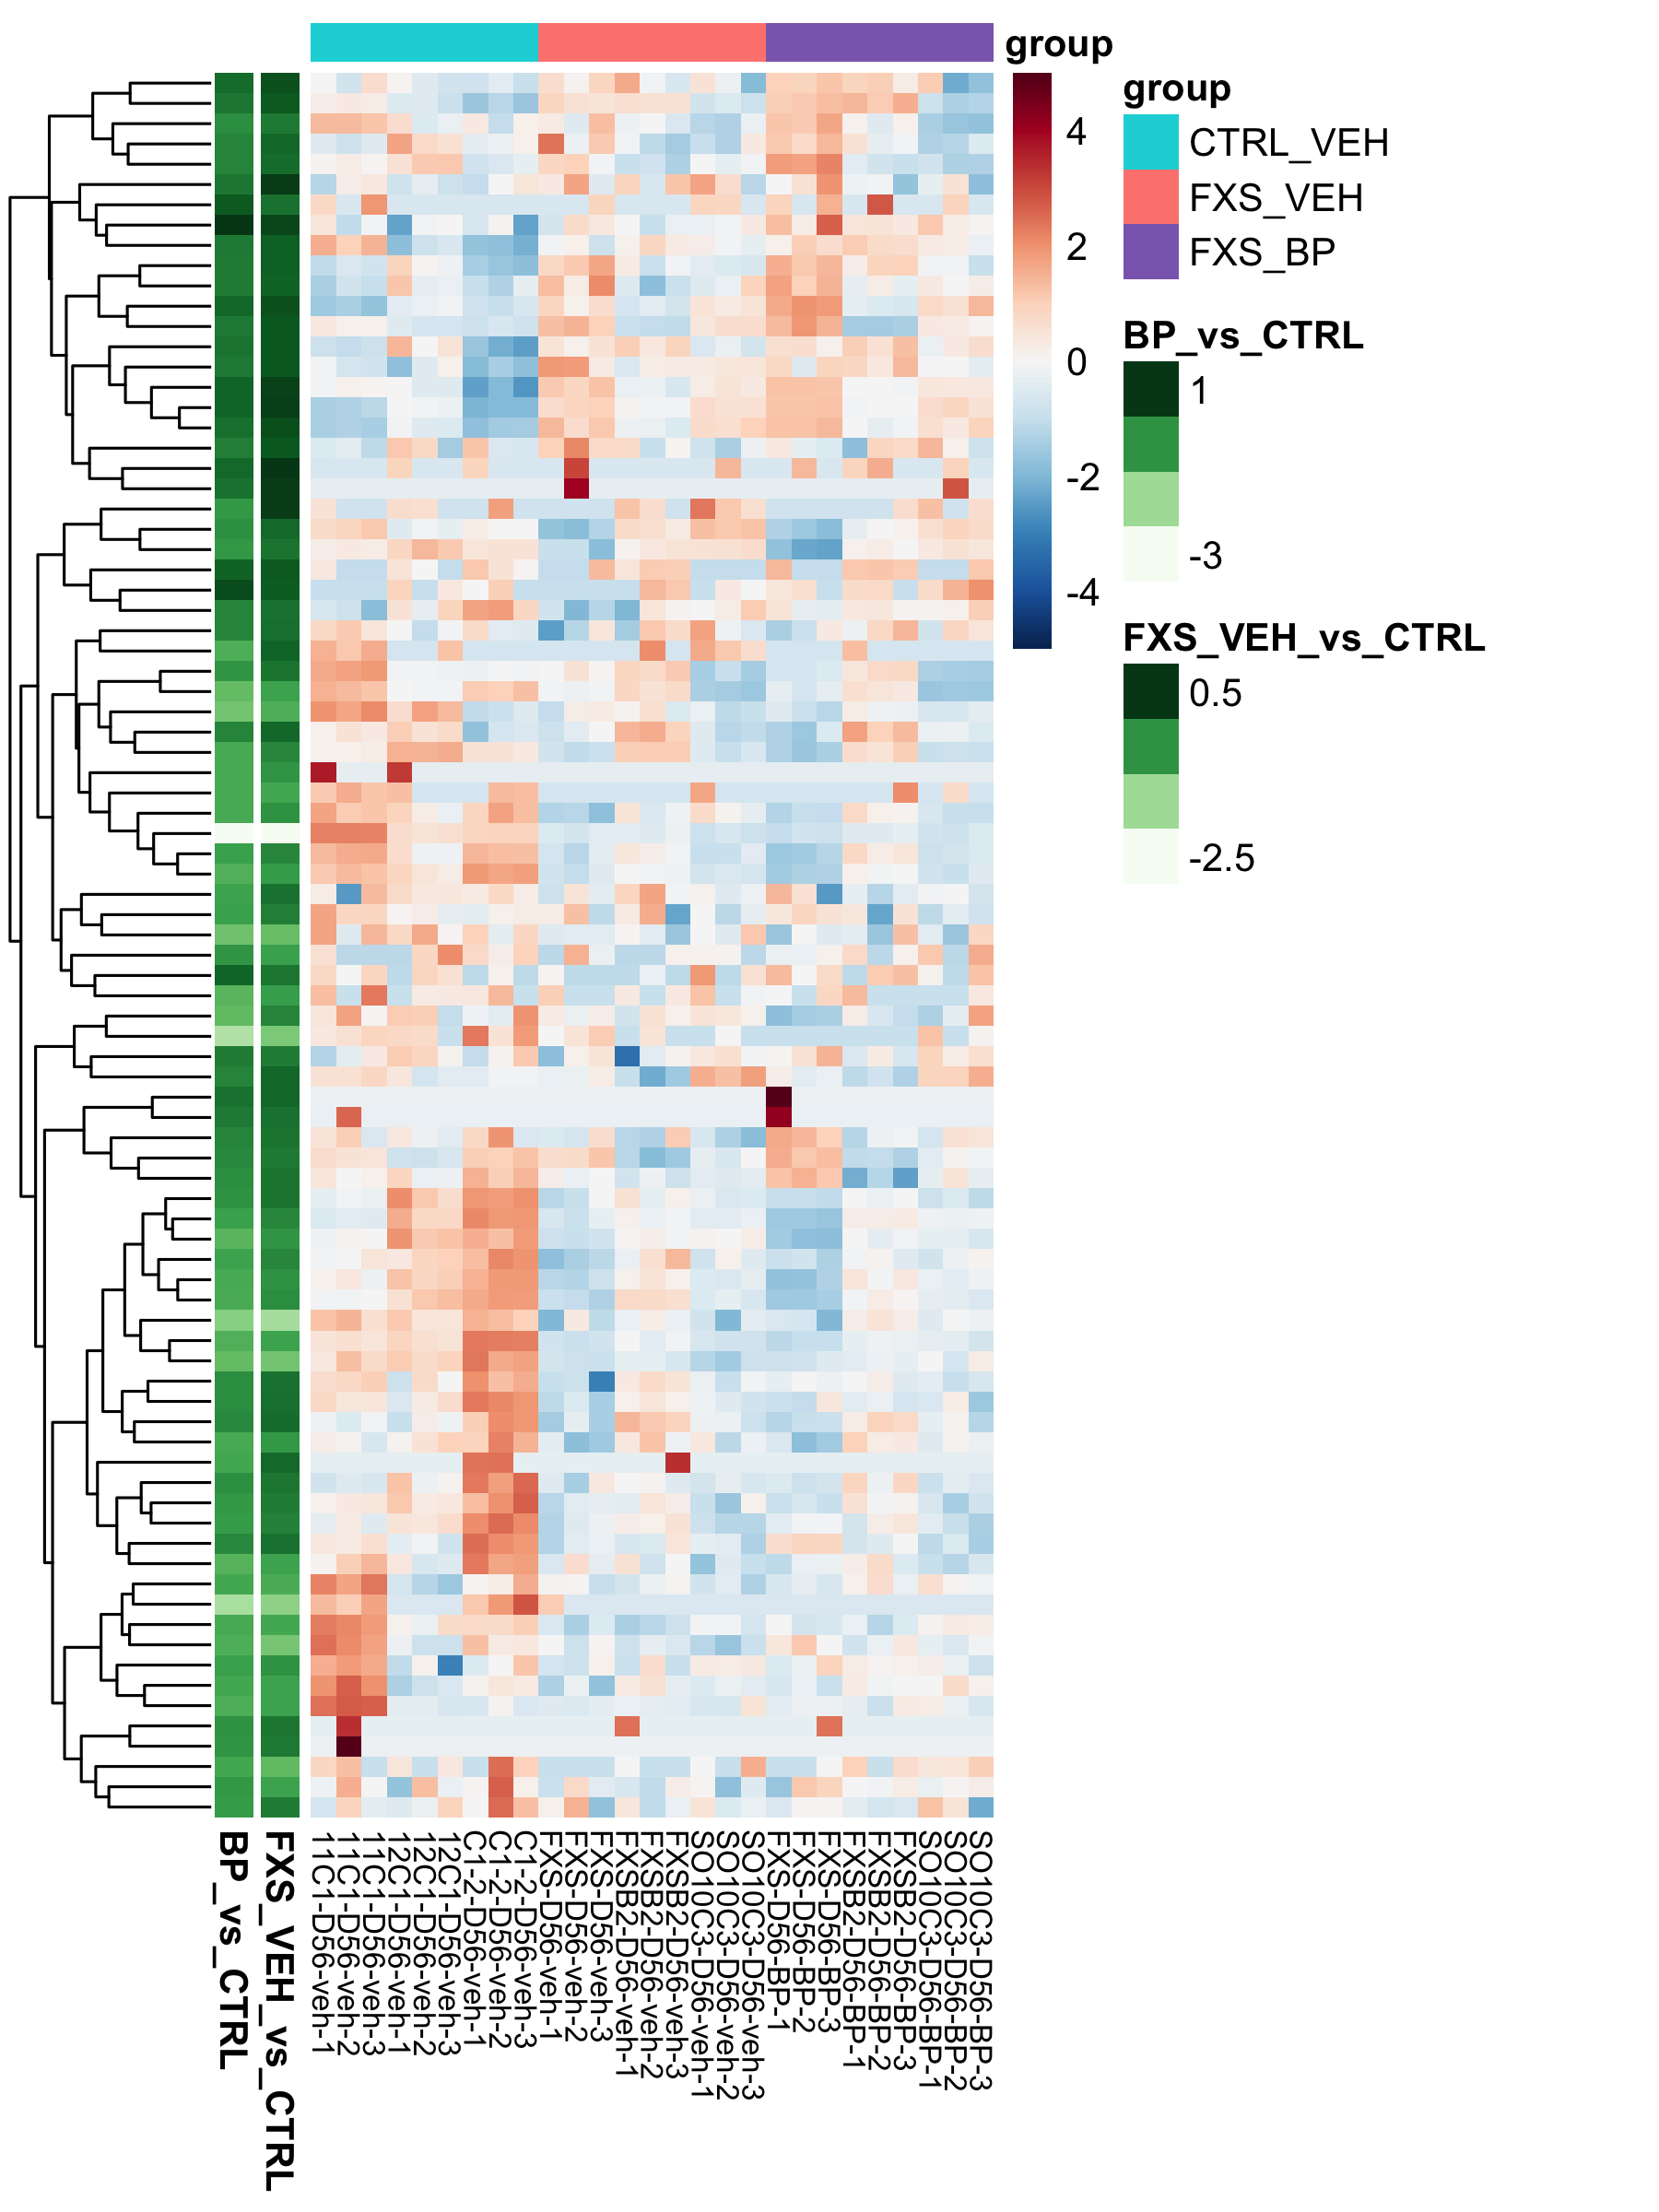 group
4
2
0
-2
-4
group
CTRL_VEH
FXS_VEH
FXS_BP
BP_vs_CTRL
1
-3
FXS_VEH_vs_CTRL
0.5
-2.5
BP_vs_CTRL
FXS_VEH_vs_CTRL
11C1-D56-veh-1
11C1-D56-veh-2
11C1-D56-veh-3
12C1-D56-veh-1
12C1-D56-veh-2
12C1-D56-veh-3
C1-2-D56-veh-1
C1-2-D56-veh-2
C1-2-D56-veh-3
FXS-D56-veh-1
FXS-D56-veh-2
FXS-D56-veh-3
FXSB2-D56-veh-1
FXSB2-D56-veh-2
FXSB2-D56-veh-3
SO10C3-D56-veh-1
SO10C3-D56-veh-2
SO10C3-D56-veh-3
FXS-D56-BP-1
FXS-D56-BP-2
FXS-D56-BP-3
FXSB2-D56-BP-1
FXSB2-D56-BP-2
FXSB2-D56-BP-3
SO10C3-D56-BP-1
SO10C3-D56-BP-2
SO10C3-D56-BP-3